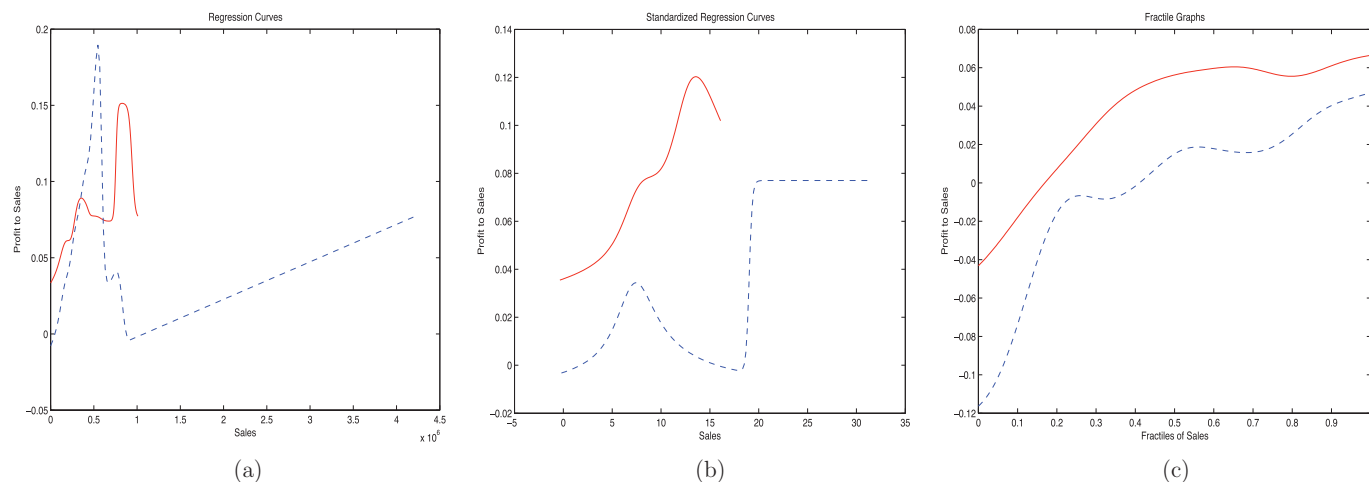 Regression Curves
0.2
0.15
0.1
0.05
0
−0.05
Profit to Sales
0 0.5 1 1.5 2 2.5 3 3.5 4 4.5
Sales
x 10^6
(a)
Standardized Regression Curves
0.14
0.12
0.1
0.08
0.06
0.04
0.02
0
−0.02
Profit to Sales
−5 0 5 10 15 20 25 30 35
Sales
(b)
Fractile Graphs
0.08
0.06
0.04
0.02
0
−0.02
−0.04
−0.06
−0.08
−0.1
−0.12
Profit to Sales
0 0.1 0.2 0.3 0.4 0.5 0.6 0.7 0.8 0.9
Fractiles of Sales
(c)